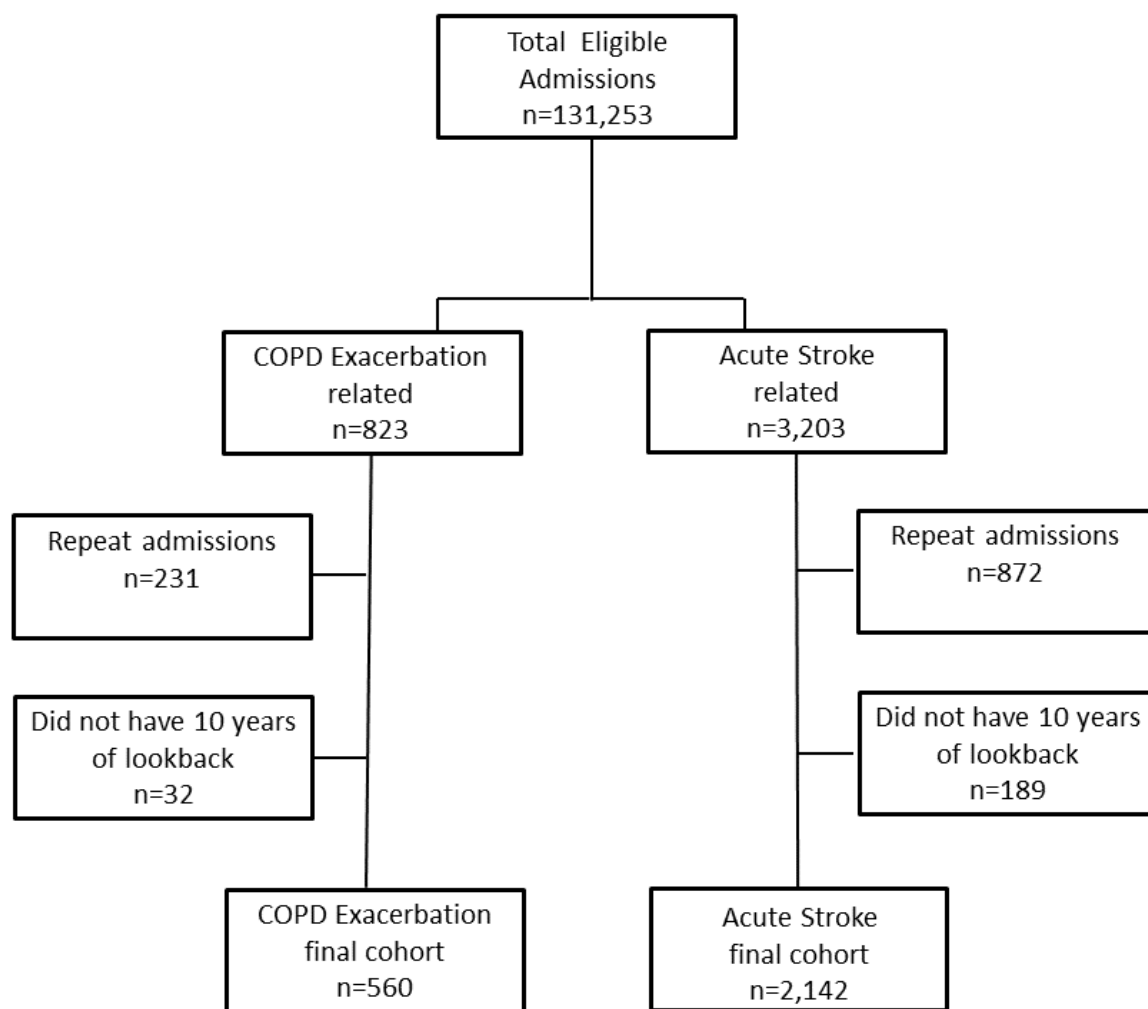 Total Eligible
Admissions
n=131,253
COPD Exacerbation
related
n=823
Acute Stroke
related
n=3,203
Repeat admissions
n=231
Repeat admissions
n=872
Did not have 10 years
of lookback
n=32
Did not have 10 years
of lookback
n=189
COPD Exacerbation
final cohort
n=560
Acute Stroke
final cohort
n=2,142